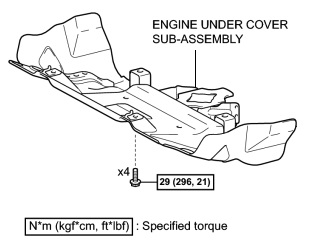 ENGINE UNDER COVER
SUB-ASSEMBLY
x4
29 (296, 21)
N*m (kgf*cm, ft*lbf) : Specified torque